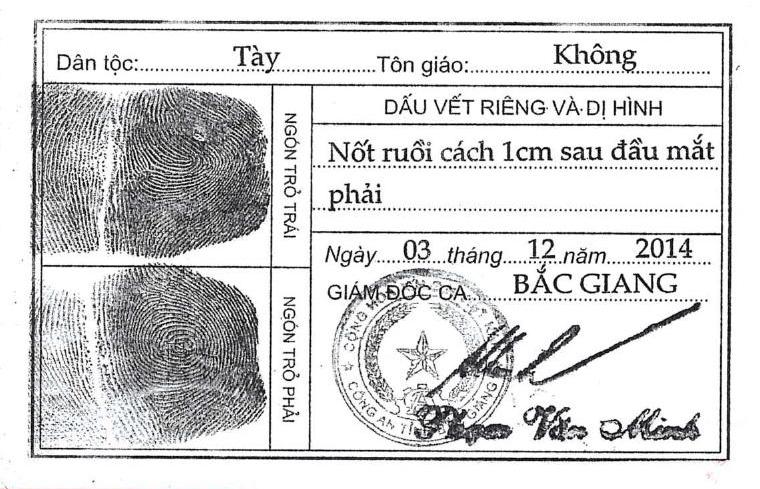 Dân tộc: Tày Tôn giáo: Không
NGÓN TRỎ TRÁI
NGÓN TRỎ PHẢI
DẤU VẾT RIÊNG VÀ DỊ HÌNH
Nốt ruồi cách 1cm sau đầu mắt
phải
Ngày 03 tháng 12 năm 2014
GIÁM ĐỐC CA BẮC GIANG
CÔNG AN TỈNH GIANG
Phạm Văn Minh